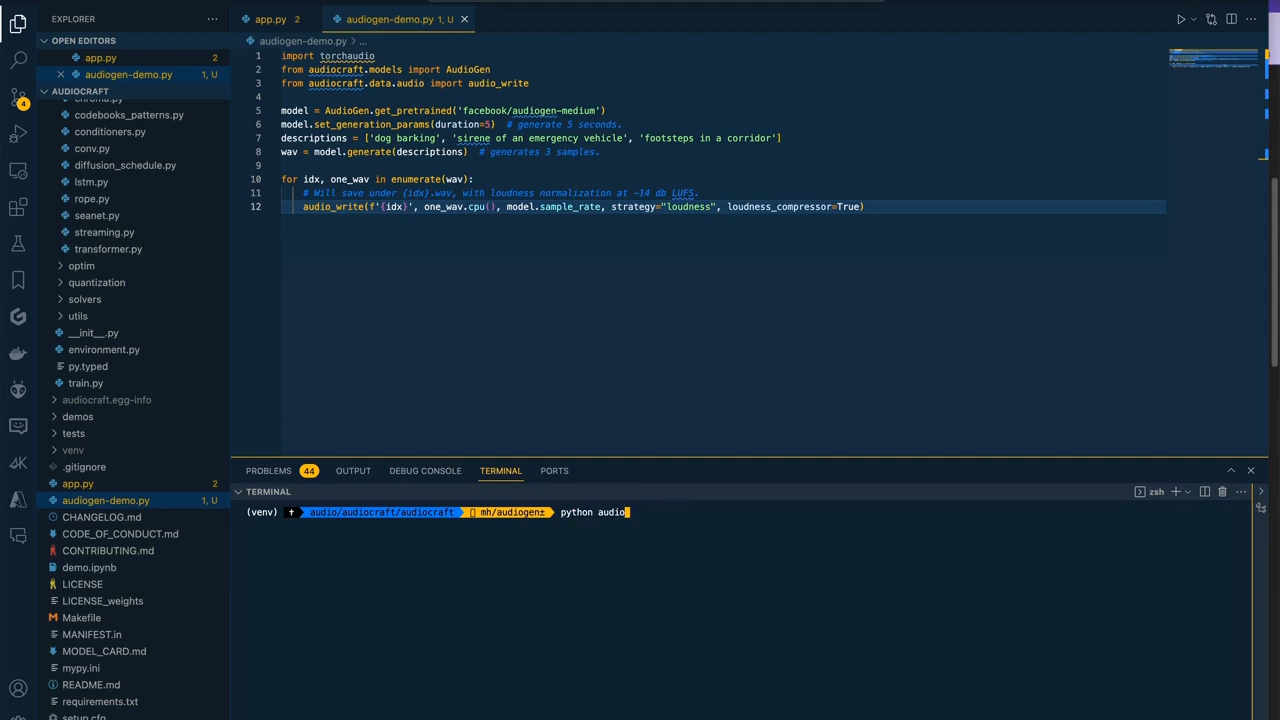 EXPLORER
OPEN EDITORS
app.py 2
audiogen-demo.py 1, U
AUDIOCRAFT
chroma.py
codebooks_patterns.py
conditioners.py
conv.py
diffusion_schedule.py
lstm.py
rope.py
seanet.py
streaming.py
transformer.py
optim
quantization
solvers
utils
__init__.py
environment.py
py.typed
train.py
audiocraft.egg-info
demos
tests
venv
.gitignore
app.py 2
audiogen-demo.py 1, U
CHANGELOG.md
CODE_OF_CONDUCT.md
CONTRIBUTING.md
demo.ipynb
LICENSE
LICENSE_weights
Makefile
MANIFEST.in
MODEL_CARD.md
mypy.ini
README.md
requirements.txt
setup.cfg
4
app.py 2 audiogen-demo.py 1, U
audiogen-demo.py > ...
1 import torchaudio
2 from audiocraft.models import AudioGen
3 from audiocraft.data.audio import audio_write
4
5 model = AudioGen.get_pretrained('facebook/audiogen-medium')
6 model.set_generation_params(duration=5) # generate 5 seconds.
7 descriptions = ['dog barking', 'sirene of an emergency vehicle', 'footsteps in a corridor']
8 wav = model.generate(descriptions) # generates 3 samples.
9
10 for idx, one_wav in enumerate(wav):
11 # Will save under {idx}.wav, with loudness normalization at -14 db LUFS.
12 audio_write(f'{idx}', one_wav.cpu(), model.sample_rate, strategy="loudness", loudness_compressor=True)
PROBLEMS 44 OUTPUT DEBUG CONSOLE TERMINAL PORTS
TERMINAL zsh
(venv) audio/audiocraft/audiocraft mh/audiogen± python audio